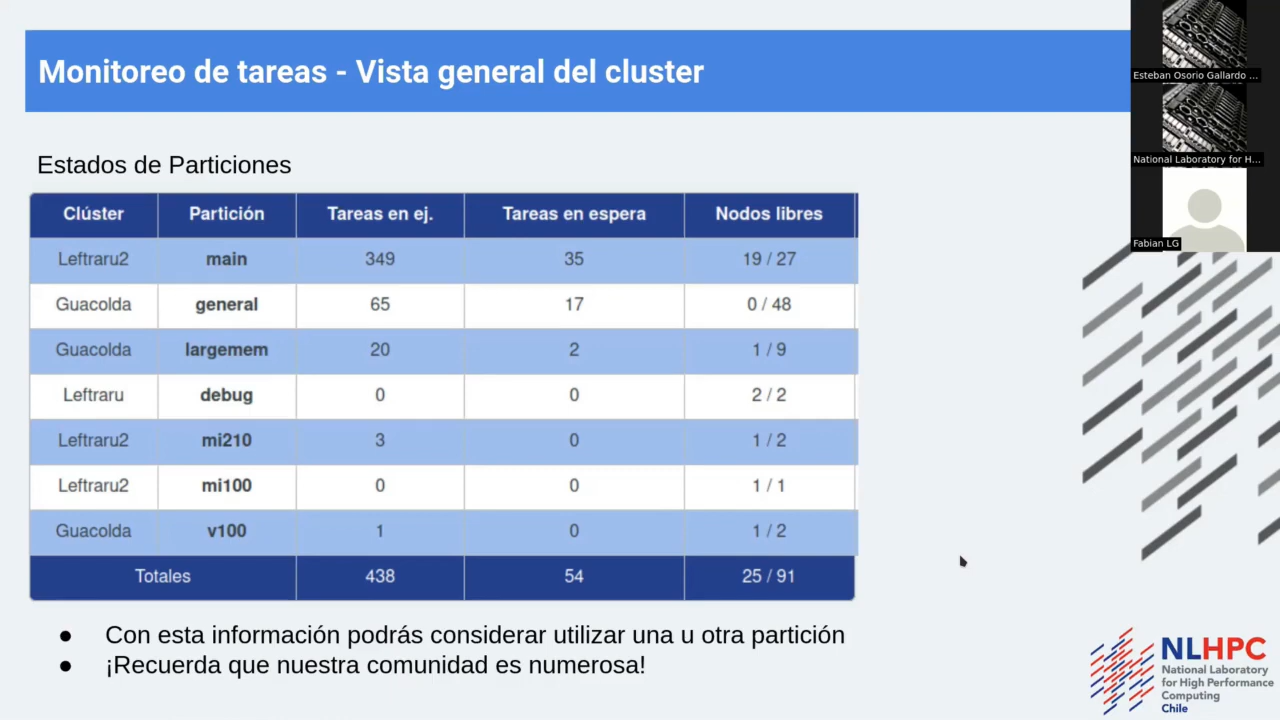 Monitoreo de tareas - Vista general del cluster
Esteban Osorio Gallardo ...
National Laboratory for H...
Fabian LG
Estados de Particiones
Clúster Partición Tareas en ej. Tareas en espera Nodos libres
Leftraru2 main 349 35 19 / 27
Guacolda general 65 17 0 / 48
Guacolda largemem 20 2 1 / 9
Leftraru debug 0 0 2 / 2
Leftraru2 mi210 3 0 1 / 2
Leftraru2 mi100 0 0 1 / 1
Guacolda v100 1 0 1 / 2
Totales 438 54 25 / 91
● Con esta información podrás considerar utilizar una u otra partición
● ¡Recuerda que nuestra comunidad es numerosa!
NLHPC
National Laboratory
for High Performance
Computing
Chile